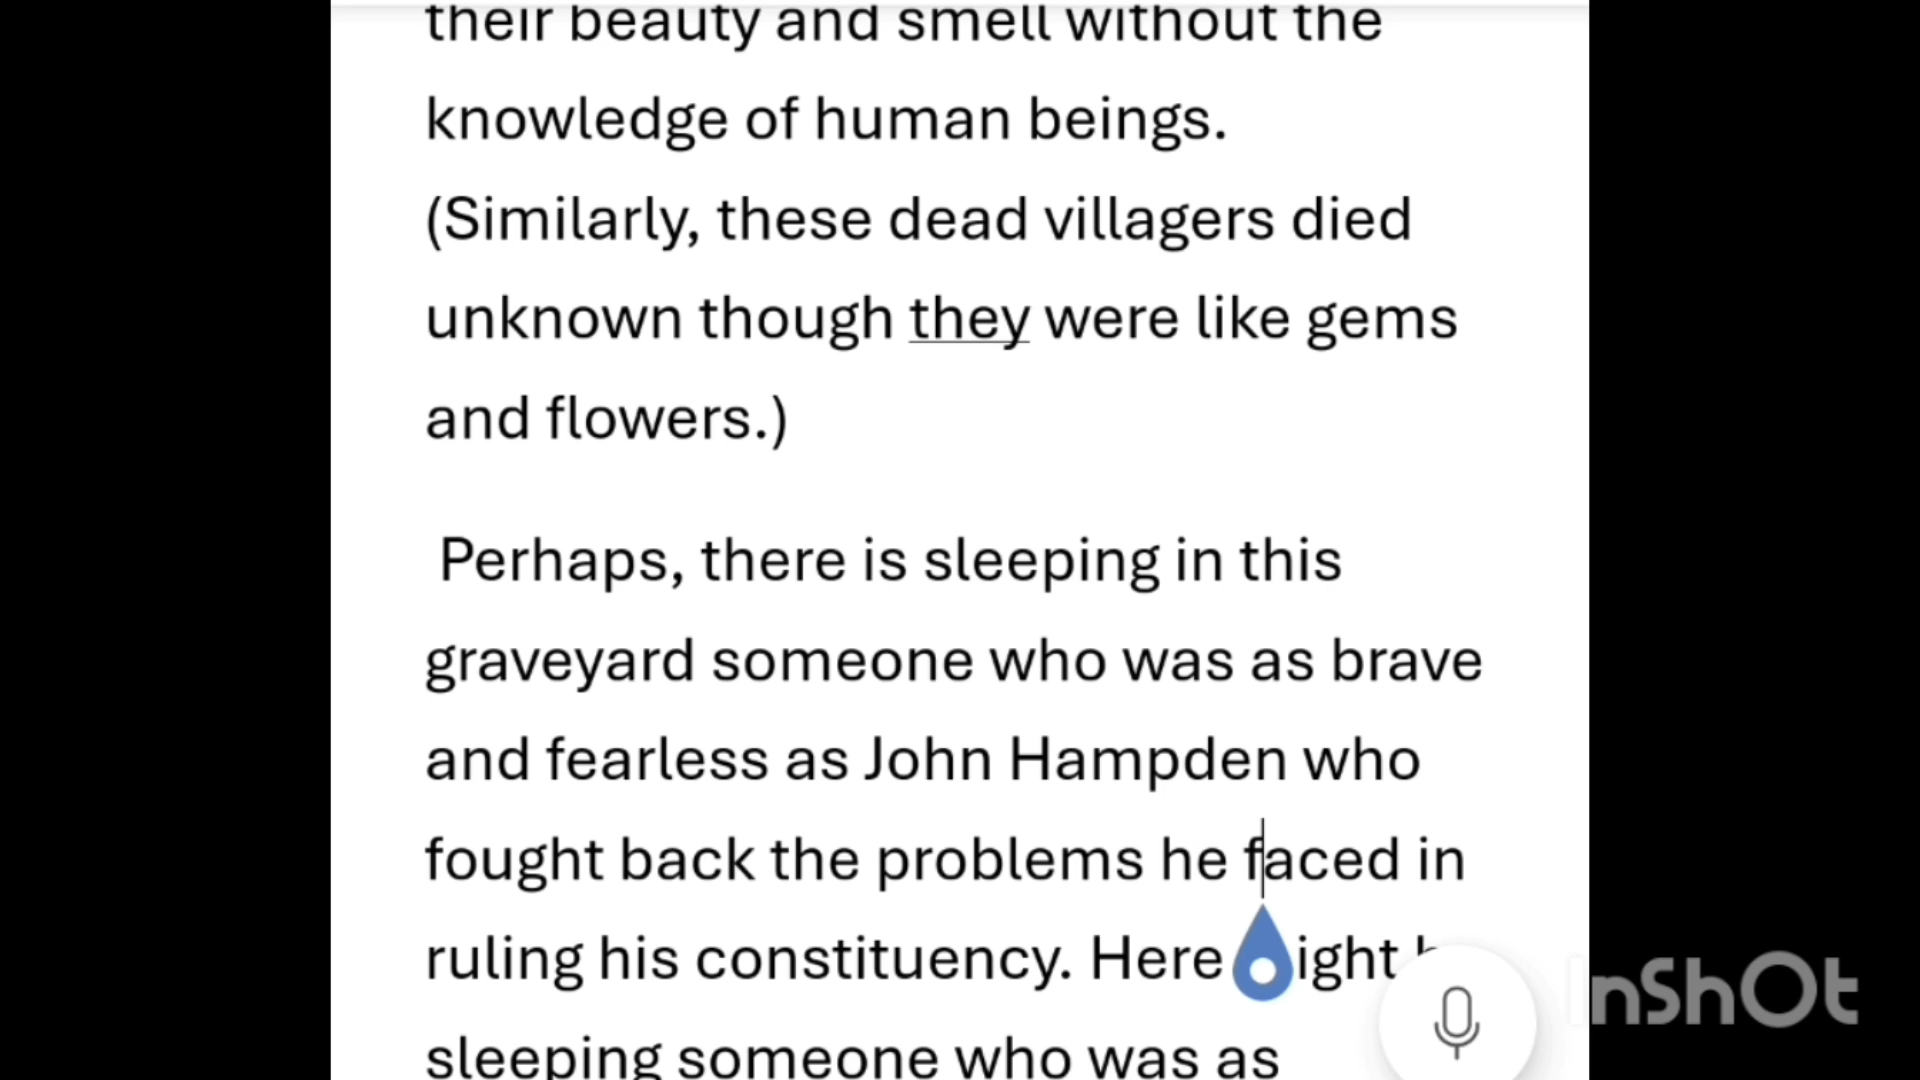 their beauty and smell without the
knowledge of human beings.
(Similarly, these dead villagers died
unknown though they were like gems
and flowers.)
Perhaps, there is sleeping in this
graveyard someone who was as brave
and fearless as John Hampden who
fought back the problems he faced in
ruling his constituency. Here
sleeping someone who was as
InShOt